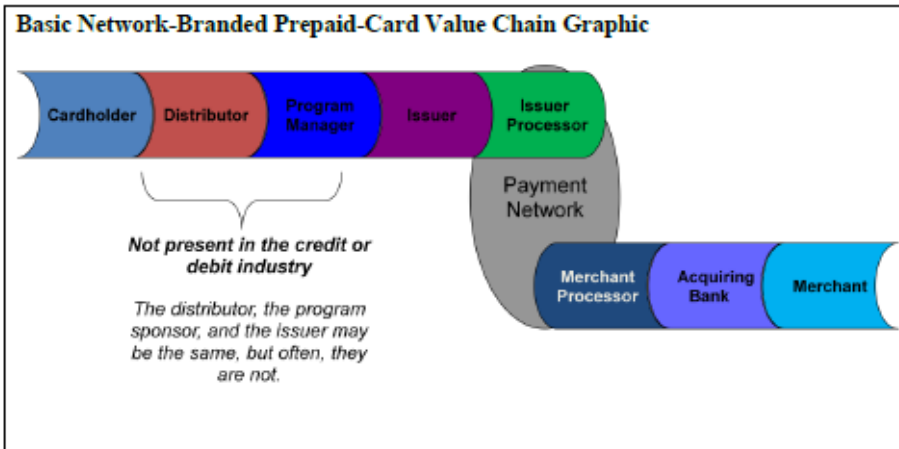 Basic Network-Branded Prepaid-Card Value Chain Graphic
Cardholder
Distributor
Program
Manager
Issuer
Issuer
Processor
Payment
Network
Not present in the credit or
debit industry
The distributor, the program
sponsor, and the issuer may
be the same, but often, they
are not.
Merchant
Processor
Acquiring
Bank
Merchant